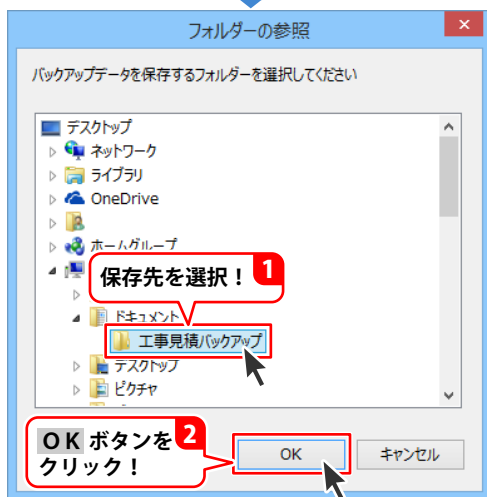 フォルダーの参照
バックアップデータを保存するフォルダーを選択してください
デスクトップ
ネットワーク
ライブラリ
OneDrive
ホームグループ
保存先を選択！
1
ドキュメント
工事見積バックアップ
デスクトップ
ピクチャ
OK ボタンを
クリック！
2
OK
キャンセル